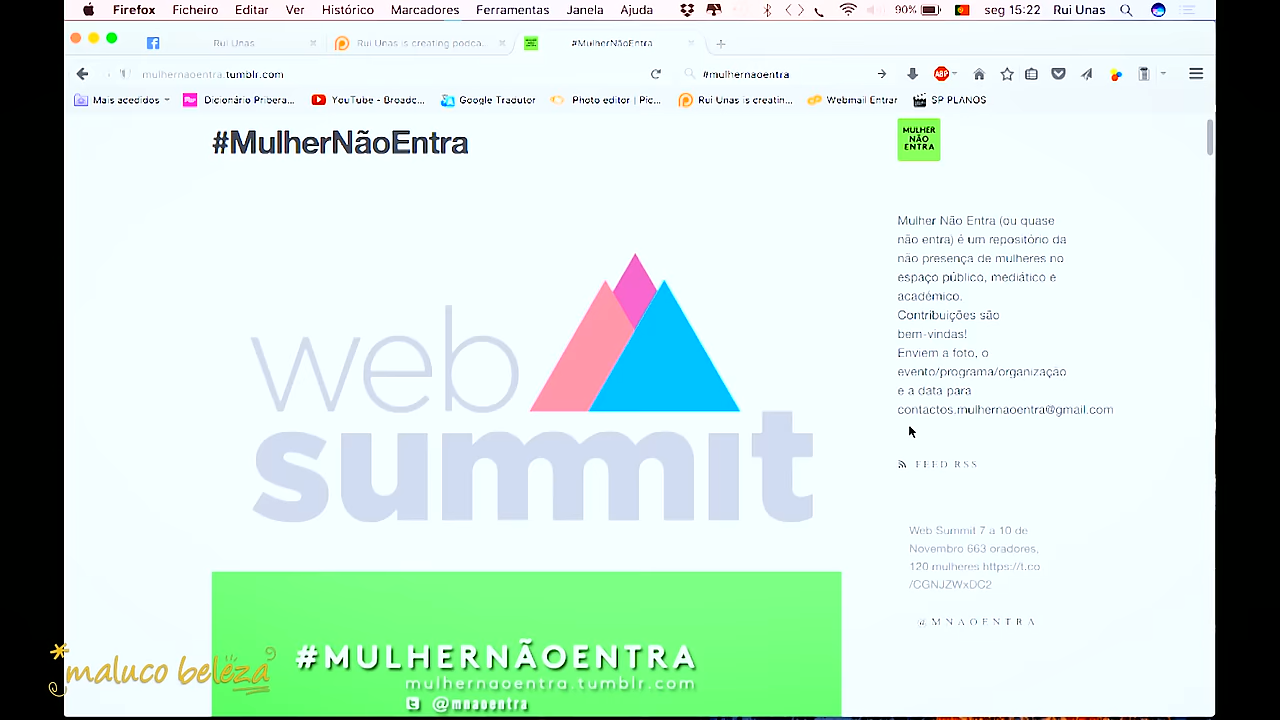 Firefox Ficheiro Editar Ver Histórico Marcadores Ferramentas Janela Ajuda 90% seg 15:22 Rui Unas
Rui Unas Rui Unas is creating podca... #MulherNãoEntra
mulhernaoentra.tumblr.com #mulhernaoentra
Mais acedidos Dicionário Pribera... YouTube - Broadc... Google Tradutor Photo editor | Pic... Rui Unas is creatin... Webmail Entrar SP PLANOS
#MulherNãoEntra
MULHER
NÃO
ENTRA
Mulher Não Entra (ou quase
não entra) é um repositório da
não presença de mulheres no
espaço público, mediático e
académico.
Contribuições são
bem-vindas!
Enviem a foto, o
evento/programa/organização
e a data para
contactos.mulhernaoentra@gmail.com
FEED RSS
web
summit
Web Summit 7 a 10 de
Novembro 663 oradores,
120 mulheres https://t.co
/CGNJZWxDC2
@MNAOENTRA
#MULHERNÃOENTRA
mulhernaoentra.tumblr.com
@mnaoentra
maluco beleza